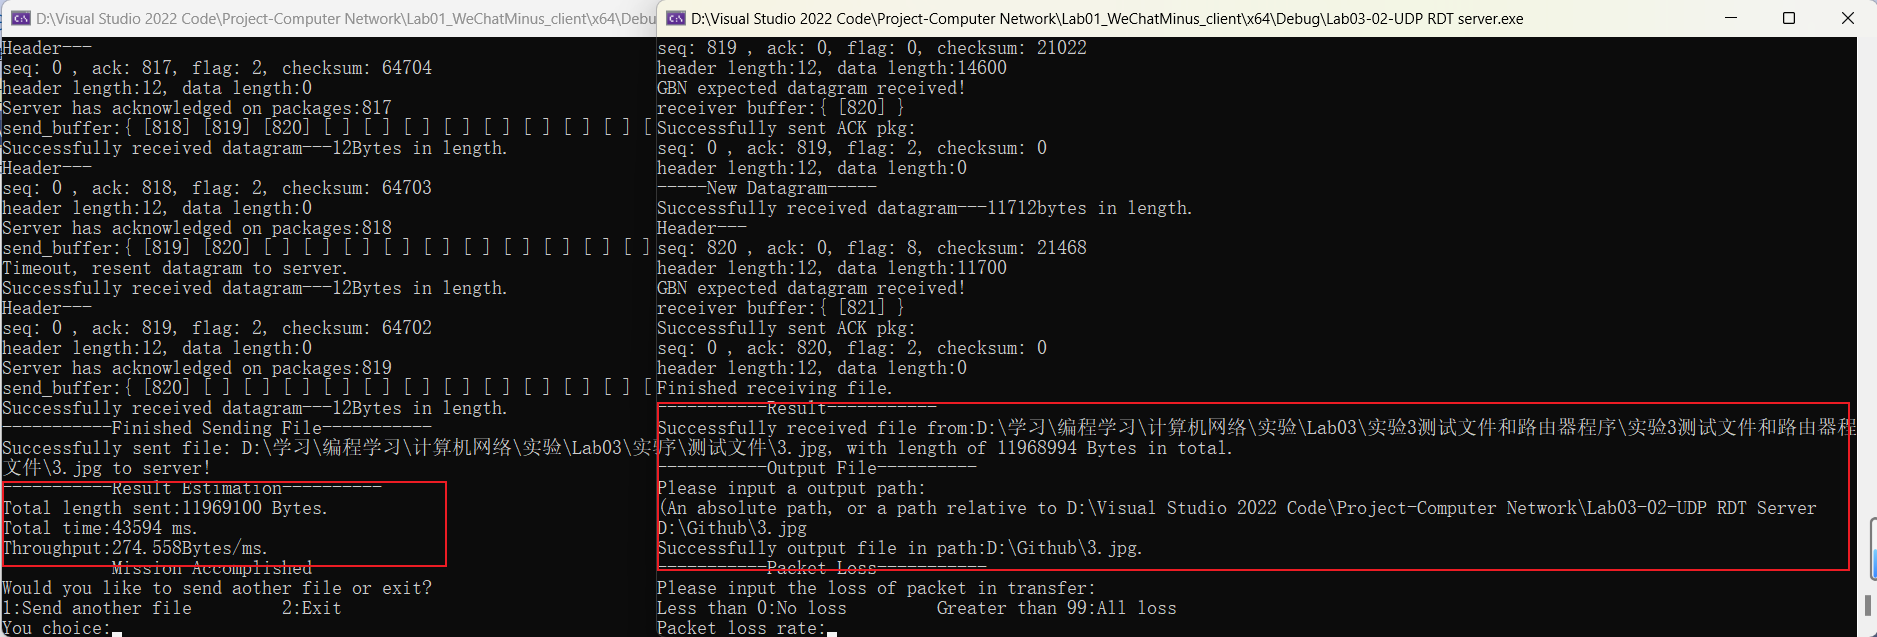 D:\Visual Studio 2022 Code\Project-Computer Network\Lab01_WeChatMinus_client\x64\Debu
Header---
seq: 0 , ack: 817, flag: 2, checksum: 64704
header length:12, data length:0
Server has acknowledged on packages:817
send_buffer:{ [818] [819] [820] [ ] [ ] [ ] [ ] [ ] [ ] [ ] [ ] [
Successfully received datagram---12Bytes in length.
Header---
seq: 0 , ack: 818, flag: 2, checksum: 64703
header length:12, data length:0
Server has acknowledged on packages:818
send_buffer:{ [819] [820] [ ] [ ] [ ] [ ] [ ] [ ] [ ] [ ] [ ] [ ]
Timeout, resent datagram to server.
Successfully received datagram---12Bytes in length.
Header---
seq: 0 , ack: 819, flag: 2, checksum: 64702
header length:12, data length:0
Server has acknowledged on packages:819
send_buffer:{ [820] [ ] [ ] [ ] [ ] [ ] [ ] [ ] [ ] [ ] [ ] [ ] [
Successfully received datagram---12Bytes in length.
-----------Finished Sending File-----------
Successfully sent file: D:\学习\编程学习\计算机网络\实验\Lab03\实
文件\3.jpg to server!
-----------Result Estimation----------
Total length sent:11969100 Bytes.
Total time:43594 ms.
Throughput:274.558Bytes/ms.
Mission Accomplished
Would you like to send aother file or exit?
1:Send another file 2:Exit
You choice:
D:\Visual Studio 2022 Code\Project-Computer Network\Lab01_WeChatMinus_client\x64\Debug\Lab03-02-UDP RDT server.exe
seq: 819 , ack: 0, flag: 0, checksum: 21022
header length:12, data length:14600
GBN expected datagram received!
receiver buffer:{ [820] }
Successfully sent ACK pkg:
seq: 0 , ack: 819, flag: 2, checksum: 0
header length:12, data length:0
-----New Datagram-----
Successfully received datagram---11712bytes in length.
Header---
seq: 820 , ack: 0, flag: 8, checksum: 21468
header length:12, data length:11700
GBN expected datagram received!
receiver buffer:{ [821] }
Successfully sent ACK pkg:
seq: 0 , ack: 820, flag: 2, checksum: 0
header length:12, data length:0
Finished receiving file.
-----------Result-----------
Successfully received file from:D:\学习\编程学习\计算机网络\实验\Lab03\实验3测试文件和路由器程序\实验3测试文件和路由器程
序\测试文件\3.jpg, with length of 11968994 Bytes in total.
-----------Output File----------
Please input a output path:
(An absolute path, or a path relative to D:\Visual Studio 2022 Code\Project-Computer Network\Lab03-02-UDP RDT Server
D:\Github\3.jpg
Successfully output file in path:D:\Github\3.jpg.
-----------Packet Loss-----------
Please input the loss of packet in transfer:
Less than 0:No loss Greater than 99:All loss
Packet loss rate: